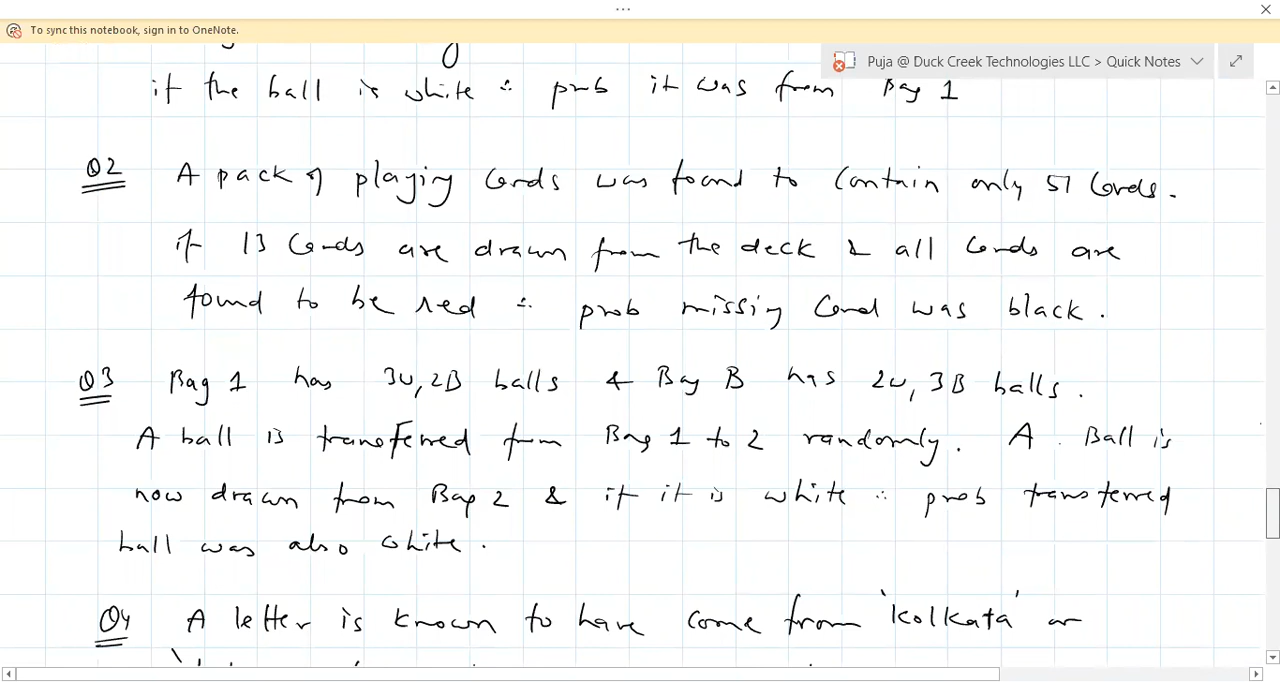 To sync this notebook, sign in to OneNote.
Puja @ Duck Creek Technologies LLC > Quick Notes
if the ball is white ∴ prob it was from Bag 1
Q2 A pack of playing cards was found to contain only 51 cards.
if 13 cards are drawn from the deck & all cards are
found to be red ∴ prob missing card was black.
Q3 Bag 1 has 3W, 2B balls & Bag B has 2W, 3B balls.
A ball is transferred from Bag 1 to 2 randomly. A Ball is
now drawn from Bag 2 & if it is white ∴ prob transferred
ball was also white.
Q4 A letter is known to have come from 'Kolkata' or